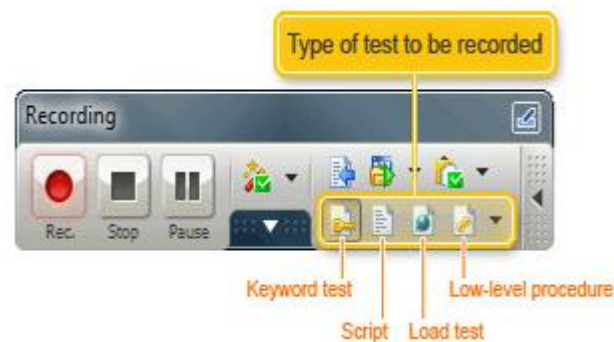 Type of test to be recorded
Recording
Rec. Stop Pause
Keyword test
Low-level procedure
Script
Load test